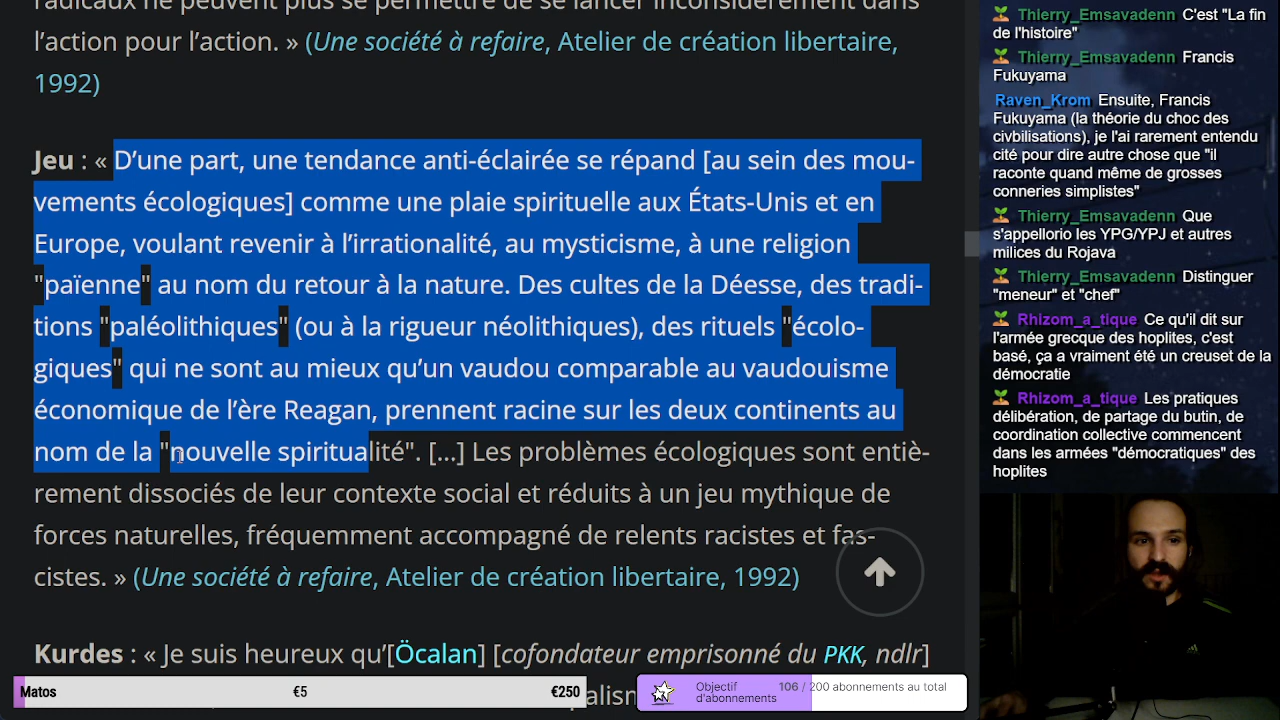 radicaux ne peuvent plus se permettre de se lancer inconsidérément dans
l’action pour l’action. » (Une société à refaire, Atelier de création libertaire,
1992)
Jeu : « D’une part, une tendance anti-éclairée se répand [au sein des mou-
vements écologiques] comme une plaie spirituelle aux États-Unis et en
Europe, voulant revenir à l’irrationalité, au mysticisme, à une religion
"païenne" au nom du retour à la nature. Des cultes de la Déesse, des tradi-
tions "paléolithiques" (ou à la rigueur néolithiques), des rituels "écolo-
giques" qui ne sont au mieux qu’un vaudou comparable au vaudouisme
économique de l’ère Reagan, prennent racine sur les deux continents au
nom de la "nouvelle spiritualité". [...] Les problèmes écologiques sont entiè-
rement dissociés de leur contexte social et réduits à un jeu mythique de
forces naturelles, fréquemment accompagné de relents racistes et fas-
cistes. » (Une société à refaire, Atelier de création libertaire, 1992)
Kurdes : « Je suis heureux qu’[Öcalan] [cofondateur emprisonné du PKK, ndlr]
Matos €5 €250
Objectif
d'abonnements
106 / 200 abonnements au total
Thierry_Emsavadenn C'est "La fin
de l'histoire"
Thierry_Emsavadenn Francis
Fukuyama
Raven_Krom Ensuite, Francis
Fukuyama (la théorie du choc des
civbilisations), je l'ai rarement entendu
cité pour dire autre chose que "il
raconte quand même de grosses
conneries simplistes"
Thierry_Emsavadenn Que
s'appellorio les YPG/YPJ et autres
milices du Rojava
Thierry_Emsavadenn Distinguer
"meneur" et "chef"
Rhizom_a_tique Ce qu'il dit sur
l'armée grecque des hoplites, c'est
basé, ça a vraiment été un creuset de la
démocratie
Rhizom_a_tique Les pratiques
délibération, de partage du butin, de
coordination collective commencent
dans les armées "démocratiques" des
hoplites